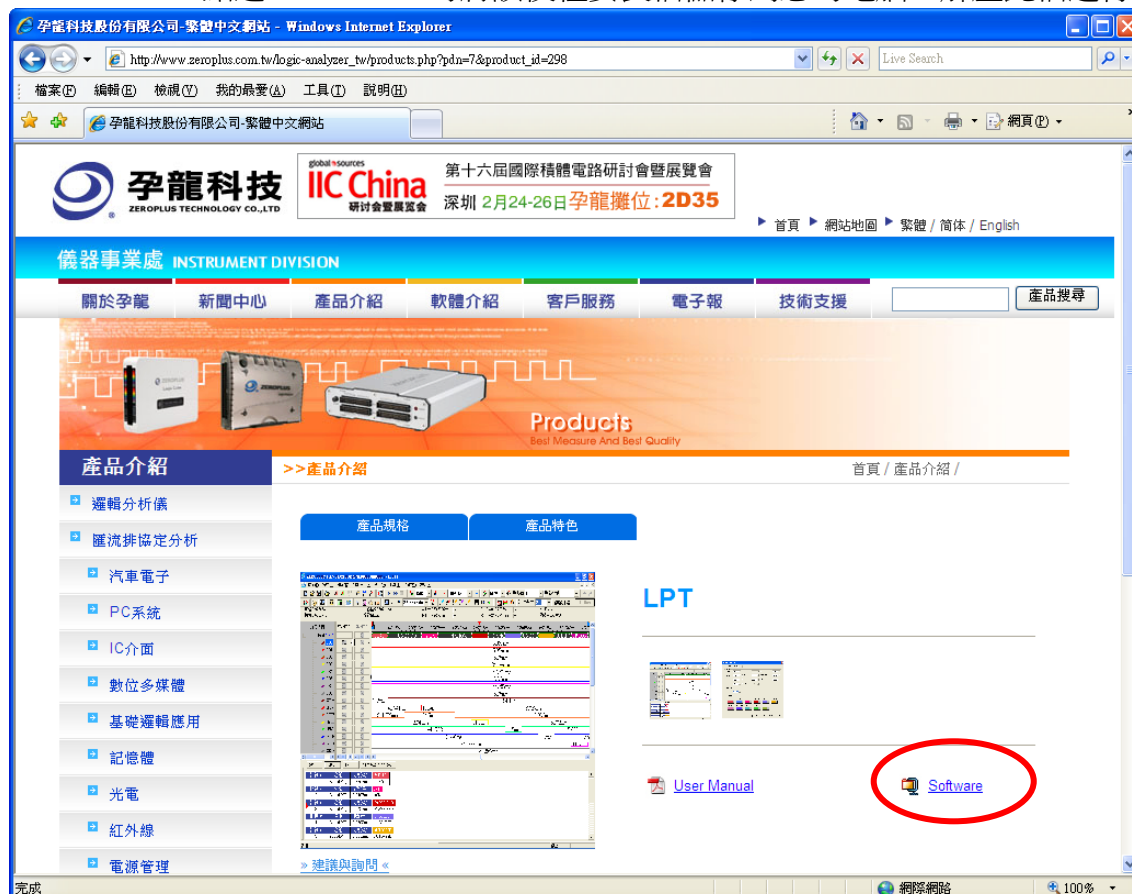 孕龍科技股份有限公司-繁體中文網站 - Windows Internet Explorer
http://www.zeroplus.com.tw/logic-analyzer_tw/products.php?pdn=7&product_id=298
Live Search
檔案(F) 編輯(E) 檢視(V) 我的最愛(A) 工具(T) 說明(H)
孕龍科技股份有限公司-繁體中文網站
網頁(P)
孕龍科技
ZEROPLUS TECHNOLOGY CO.,LTD
global sources
IIC China
研讨会暨展览会
第十六屆國際積體電路研討會暨展覽會
深圳 2月24-26日孕龍攤位:2D35
首頁 網站地圖 繁體 / 简体 / English
儀器事業處 INSTRUMENT DIVISION
關於孕龍 新聞中心 產品介紹 軟體介紹 客戶服務 電子報 技術支援 產品搜尋
Products
Best Measure And Best Quality
產品介紹
>>產品介紹
首頁 / 產品介紹 /
邏輯分析儀
匯流排協定分析
汽車電子
PC系統
IC介面
數位多媒體
基礎邏輯應用
記憶體
光電
紅外線
電源管理
產品規格 產品特色
LPT
User Manual
Software
» 建議與詢問 «
完成
網際網路
100%